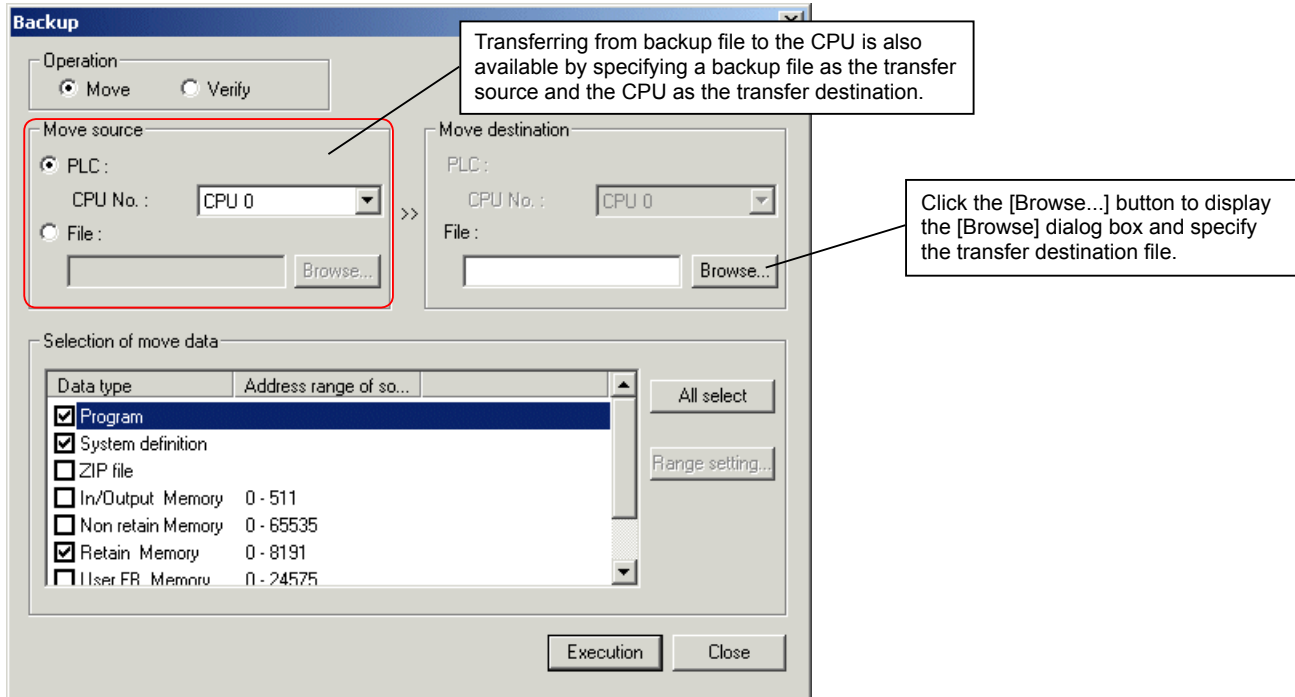 Backup
Transferring from backup file to the CPU is also
available by specifying a backup file as the transfer
source and the CPU as the transfer destination.
Operation
Move Verify
Move source
PLC :
CPU No. : CPU 0
File :
Browse...
>>
Move destination
PLC :
CPU No. : CPU 0
File :
Browse...
Click the [Browse...] button to display
the [Browse] dialog box and specify
the transfer destination file.
Selection of move data
Data type Address range of so...
Program
System definition
ZIP file
In/Output Memory 0 - 511
Non retain Memory 0 - 65535
Retain Memory 0 - 8191
User FB Memory 0 - 24575
All select
Range setting...
Execution Close